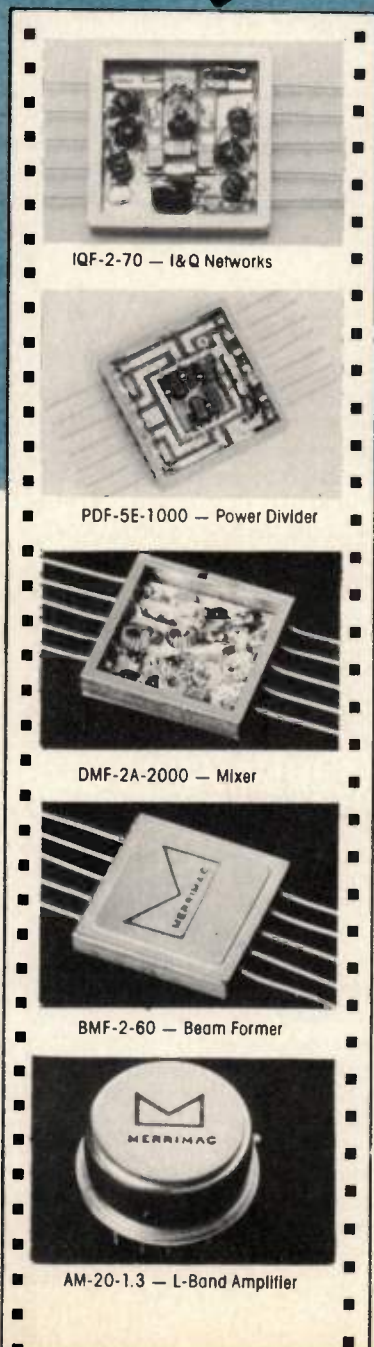 IQF-2-70 — I&Q Networks
PDF-5E-1000 — Power Divider
DMF-2A-2000 — Mixer
MERRIMAC
BMF-2-60 — Beam Former
MERRIMAC
AM-20-1.3 — L-Band Amplifier